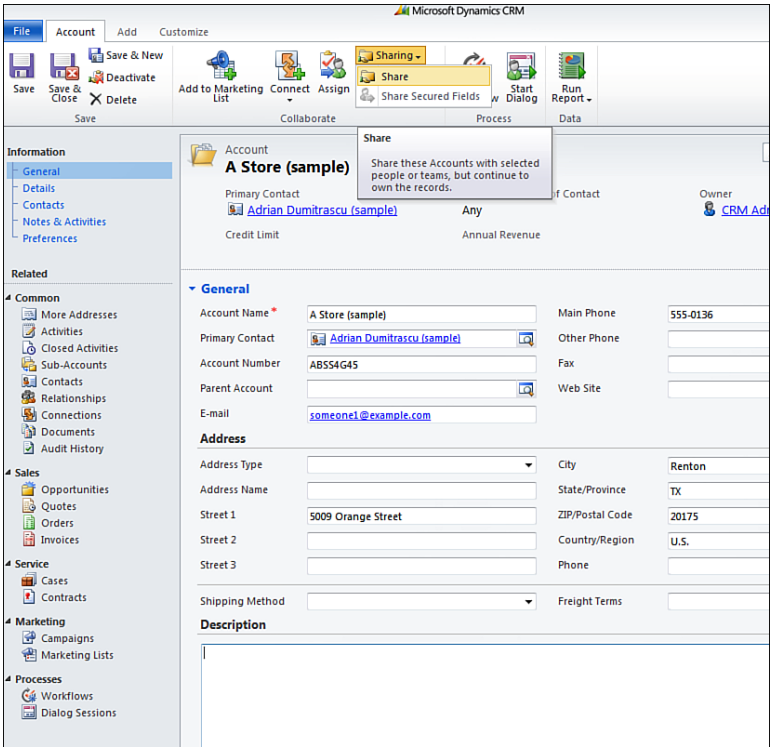 Microsoft Dynamics CRM
File Account Add Customize
Save
Save & Close
Save & New
Deactivate
Delete
Save
Add to Marketing List
Connect
Assign
Sharing
Share
Share Secured Fields
Collaborate
Start Dialog
Process
Run Report
Data
Share
Share these Accounts with selected
people or teams, but continue to
own the records.
Information
General
Details
Contacts
Notes & Activities
Preferences
Related
Common
More Addresses
Activities
Closed Activities
Sub-Accounts
Contacts
Relationships
Connections
Documents
Audit History
Sales
Opportunities
Quotes
Orders
Invoices
Service
Cases
Contracts
Marketing
Campaigns
Marketing Lists
Processes
Workflows
Dialog Sessions
Account
A Store (sample)
Primary Contact of Contact Owner
Adrian Dumitrascu (sample) Any CRM Adr
Credit Limit Annual Revenue
General
Account Name * A Store (sample) Main Phone 555-0136
Primary Contact Adrian Dumitrascu (sample) Other Phone
Account Number ABSS4G45 Fax
Parent Account Web Site
E-mail someone1@example.com
Address
Address Type City Renton
Address Name State/Province TX
Street 1 5009 Orange Street ZIP/Postal Code 20175
Street 2 Country/Region U.S.
Street 3 Phone
Shipping Method Freight Terms
Description